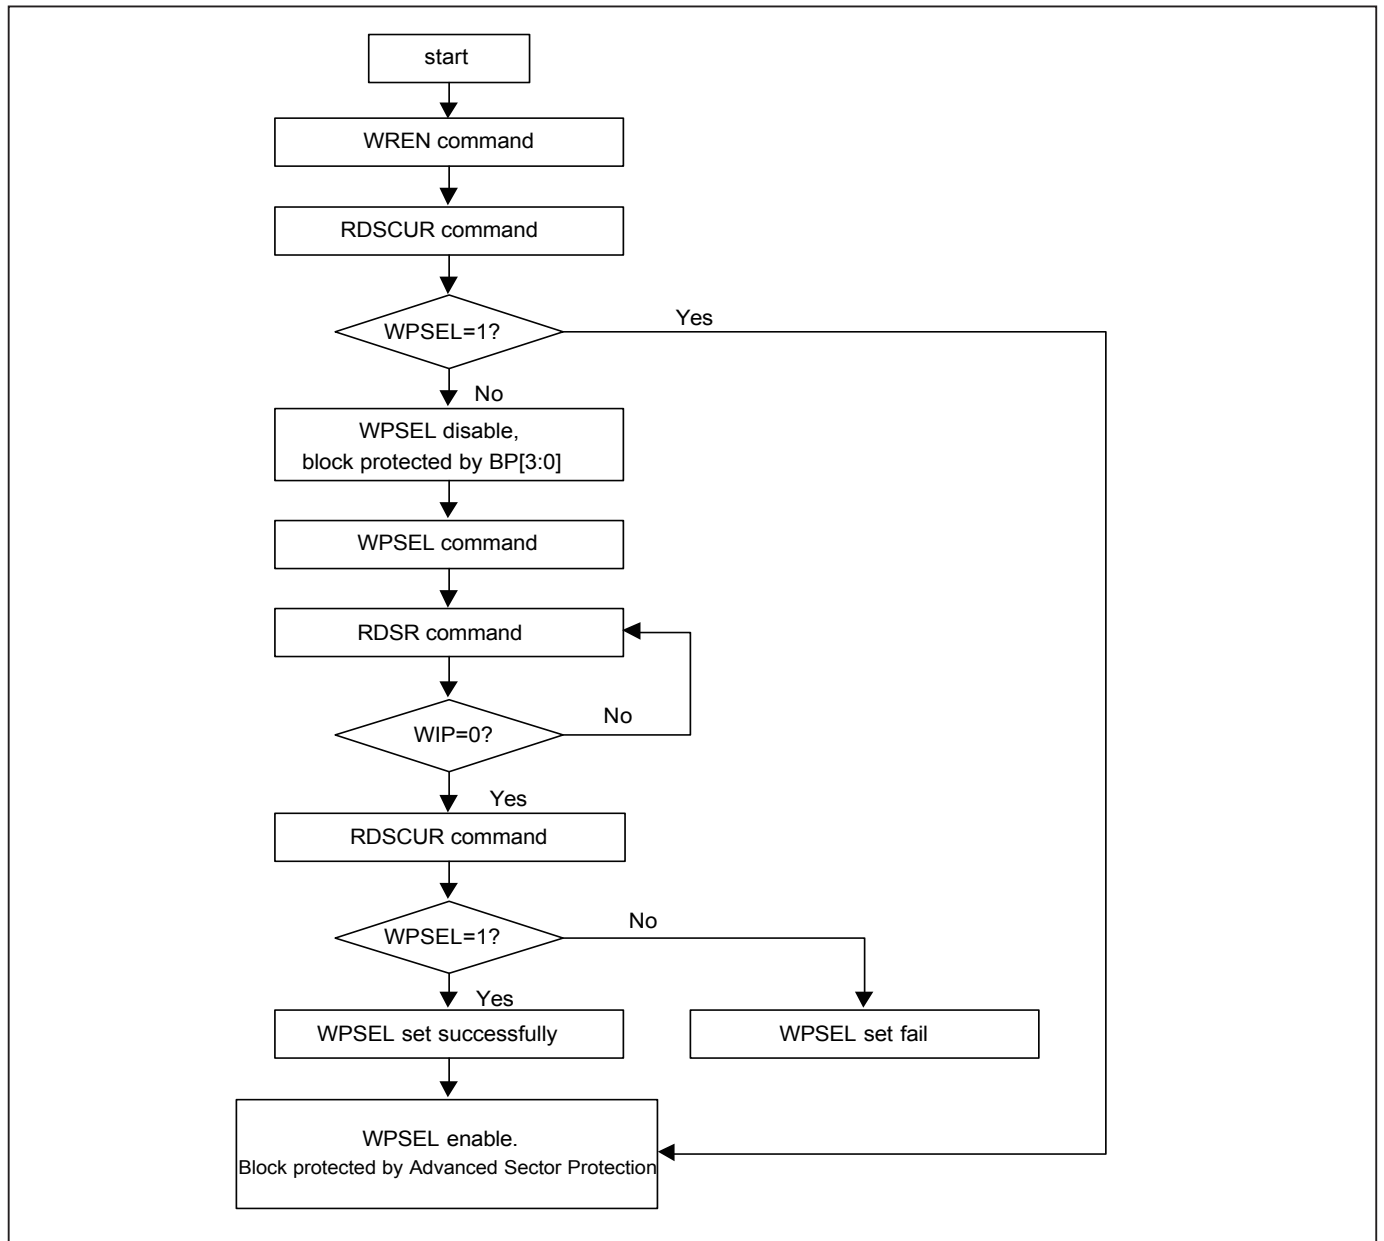 start
WREN command
RDSCUR command
WPSEL=1?
Yes
No
WPSEL disable,
block protected by BP[3:0]
WPSEL command
RDSR command
WIP=0?
No
Yes
RDSCUR command
WPSEL=1?
No
Yes
WPSEL set successfully
WPSEL set fail
WPSEL enable.
Block protected by Advanced Sector Protection